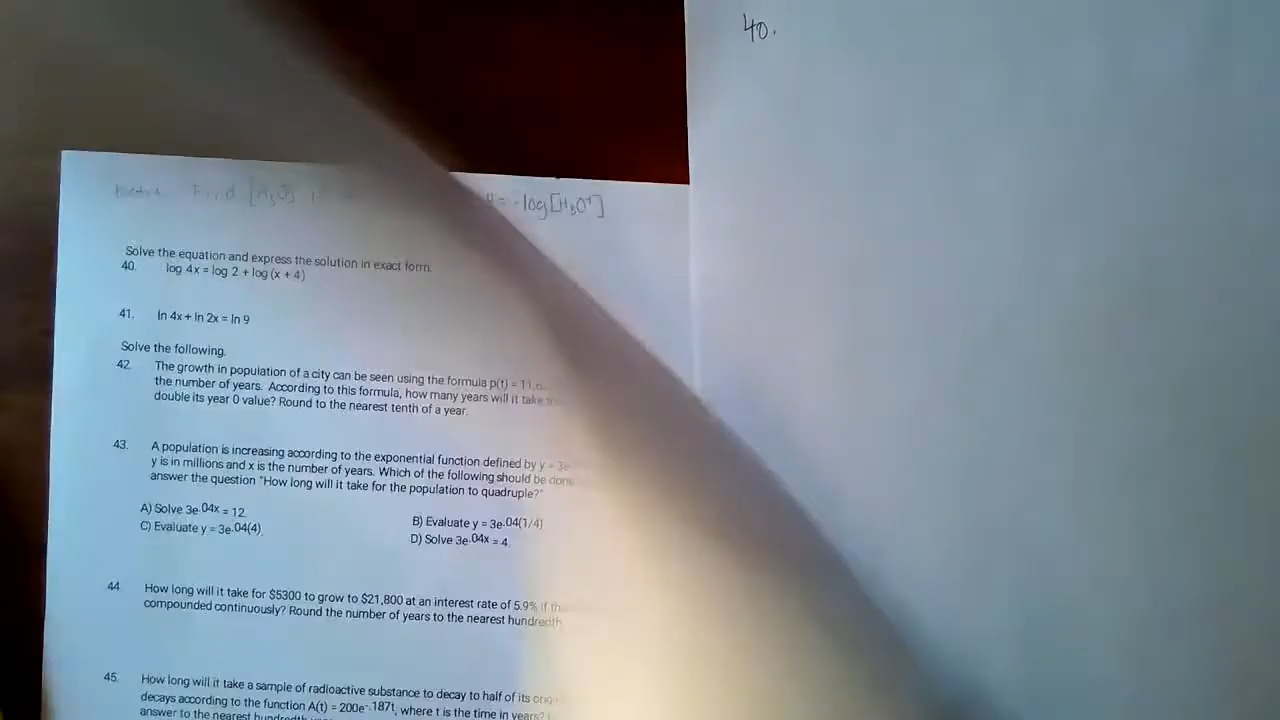 40.
Find [H3O
= -log[H3O+]
Solve the equation and express the solution in exact form.
40. log 4x = log 2 + log (x + 4)
41. ln 4x + ln 2x = ln 9
Solve the following.
42. The growth in population of a city can be seen using the formula p(t) = 11,
the number of years. According to this formula, how many years will it take
double its year 0 value? Round to the nearest tenth of a year.
43. A population is increasing according to the exponential function defined by y = 3e
y is in millions and x is the number of years. Which of the following should be done
answer the question "How long will it take for the population to quadruple?"
A) Solve 3e.04x = 12.
B) Evaluate y = 3e.04(1/4)
C) Evaluate y = 3e.04(4).
D) Solve 3e.04x = 4.
44 How long will it take for $5300 to grow to $21,800 at an interest rate of 5.9% if
compounded continuously? Round the number of years to the nearest hundredth
45. How long will it take a sample of radioactive substance to decay to half of its
decays according to the function A(t) = 200e-.187t, where t is the time in years?
answer to the nearest hundredth